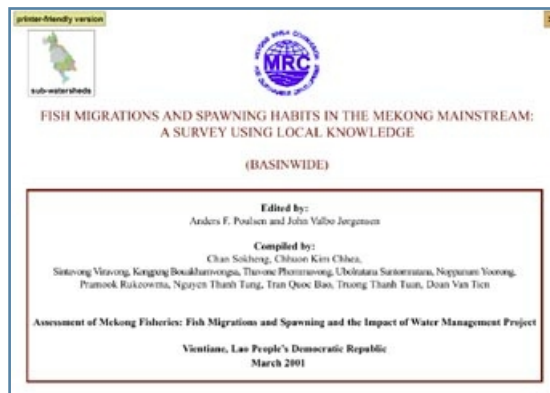 printer-friendly version
sub-watersheds
MRC
FISH MIGRATIONS AND SPAWNING HABITS IN THE MEKONG MAINSTREAM:
A SURVEY USING LOCAL KNOWLEDGE
(BASINWIDE)
Edited by:
Anders F. Poulsen and John Valbo Jørgensen
Compiled by:
Chan Sokheng, Chhuon Kim Chhea,
Sintavong Viravong, Kongpeng Bouakhamvongsa, Thuvone Phommavong, Ubolratana Suntornratana, Noppanum Yoorong,
Pramook Rukeowma, Nguyen Thanh Tung, Tran Quoc Bao, Truong Thanh Tuan, Doan Van Tien
Assessment of Mekong Fisheries: Fish Migrations and Spawning and the Impact of Water Management Project
Vientiane, Lao People's Democratic Republic
March 2001